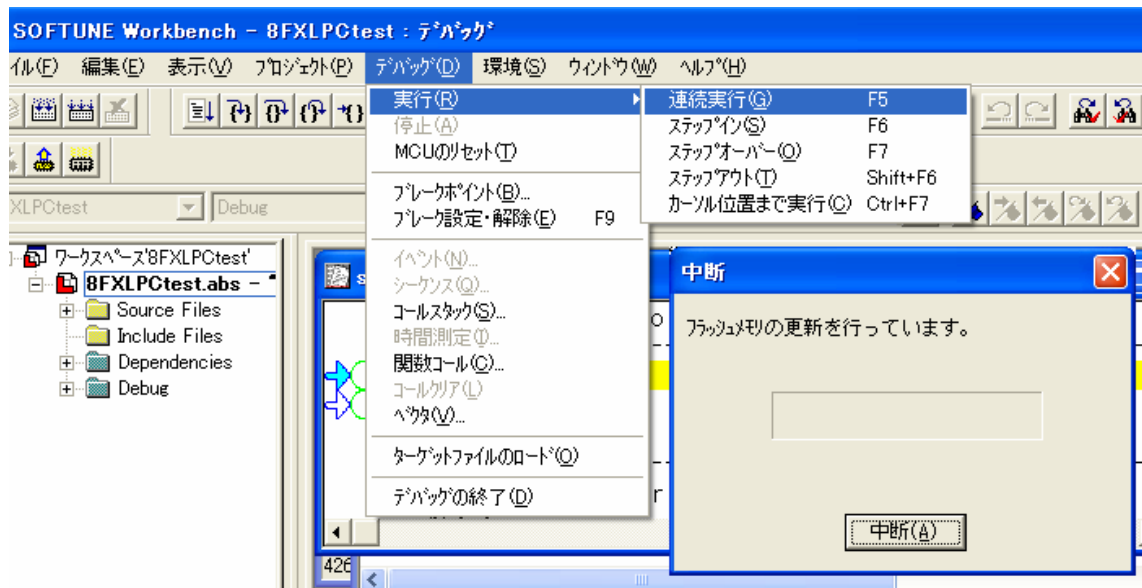 SOFTUNE Workbench - 8FXLPCtest : デバッグ
イル(F) 編集(E) 表示(V) プロジェクト(P) デバッグ(D) 環境(S) ウィンドウ(W) ヘルプ(H)
実行(R)
停止(A)
MCUのリセット(T)
ブレークポイント(B)...
ブレーク設定・解除(E) F9
イベント(N)...
シーケンス(Q)...
コールスタック(S)...
時間測定(I)...
関数コール(C)...
コールクリア(L)
ベクタ(V)...
ターゲットファイルのロード(O)
デバッグの終了(D)
連続実行(G) F5
ステップイン(S) F6
ステップオーバー(O) F7
ステップアウト(T) Shift+F6
カーソル位置まで実行(C) Ctrl+F7
XLPCtest Debug
ワークスペース'8FXLPCtest'
8FXLPCtest.abs -
Source Files
Include Files
Dependencies
Debug
s
o
r
426
中断
フラッシュメモリの更新を行っています。
中断(A)